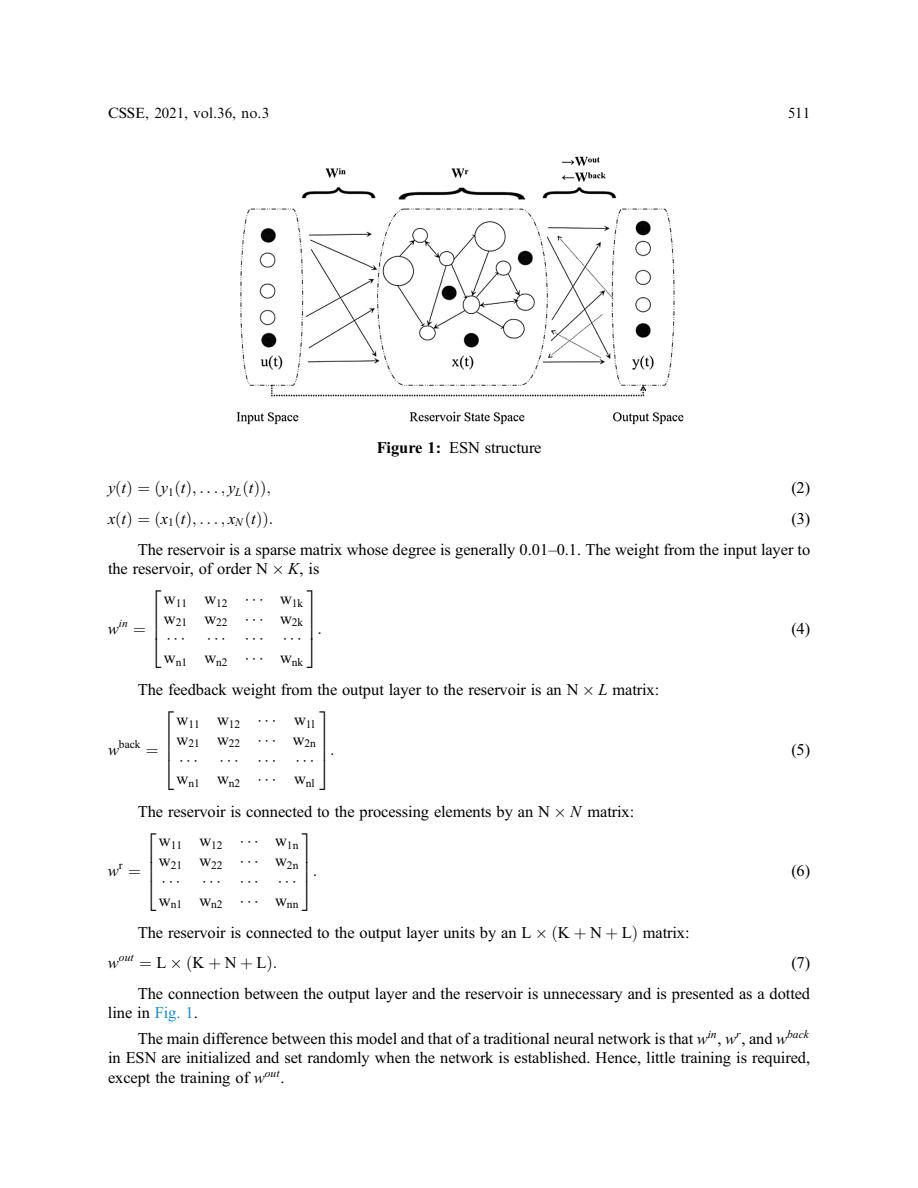 CSSE, 2021, vol.36, no.3 511
→Wout
Win Wr ←Wback
u(t) x(t) y(t)
Input Space Reservoir State Space Output Space
Figure 1: ESN structure
y(t) = (y1(t), . . . , yL(t)), (2)
x(t) = (x1(t), . . . , xN(t)). (3)
The reservoir is a sparse matrix whose degree is generally 0.01–0.1. The weight from the input layer to
the reservoir, of order N × K, is
w11 w12 ··· w1k
w21 w22 ··· w2k
win = ··· ··· ··· ··· . (4)
wn1 wn2 ··· wnk
The feedback weight from the output layer to the reservoir is an N × L matrix:
w11 w12 ··· w1l
w21 w22 ··· w2n
wback = ··· ··· ··· ··· . (5)
wn1 wn2 ··· wnl
The reservoir is connected to the processing elements by an N × N matrix:
w11 w12 ··· w1n
w21 w22 ··· w2n
wr = ··· ··· ··· ··· . (6)
wn1 wn2 ··· wnn
The reservoir is connected to the output layer units by an L × (K + N + L) matrix:
wout = L × (K + N + L). (7)
The connection between the output layer and the reservoir is unnecessary and is presented as a dotted
line in Fig. 1.
The main difference between this model and that of a traditional neural network is that win, wr, and wback
in ESN are initialized and set randomly when the network is established. Hence, little training is required,
except the training of wout.